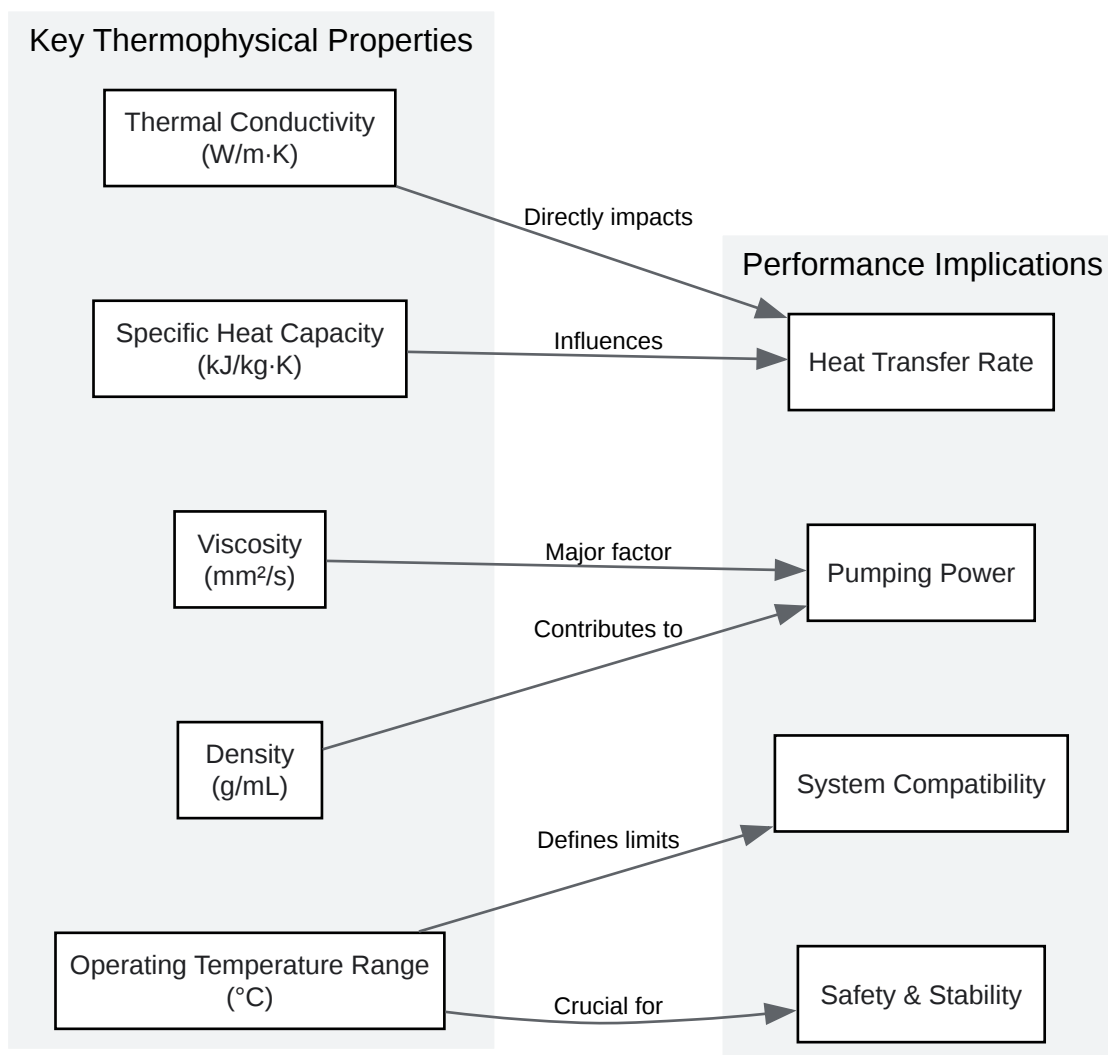 Key Thermophysical Properties
Thermal Conductivity
(W/m·K)
Directly impacts
Performance Implications
Specific Heat Capacity
(kJ/kg·K)
Influences
Heat Transfer Rate
Viscosity
(mm²/s)
Major factor
Pumping Power
Contributes to
Density
(g/mL)
System Compatibility
Defines limits
Operating Temperature Range
(°C)
Crucial for
Safety & Stability